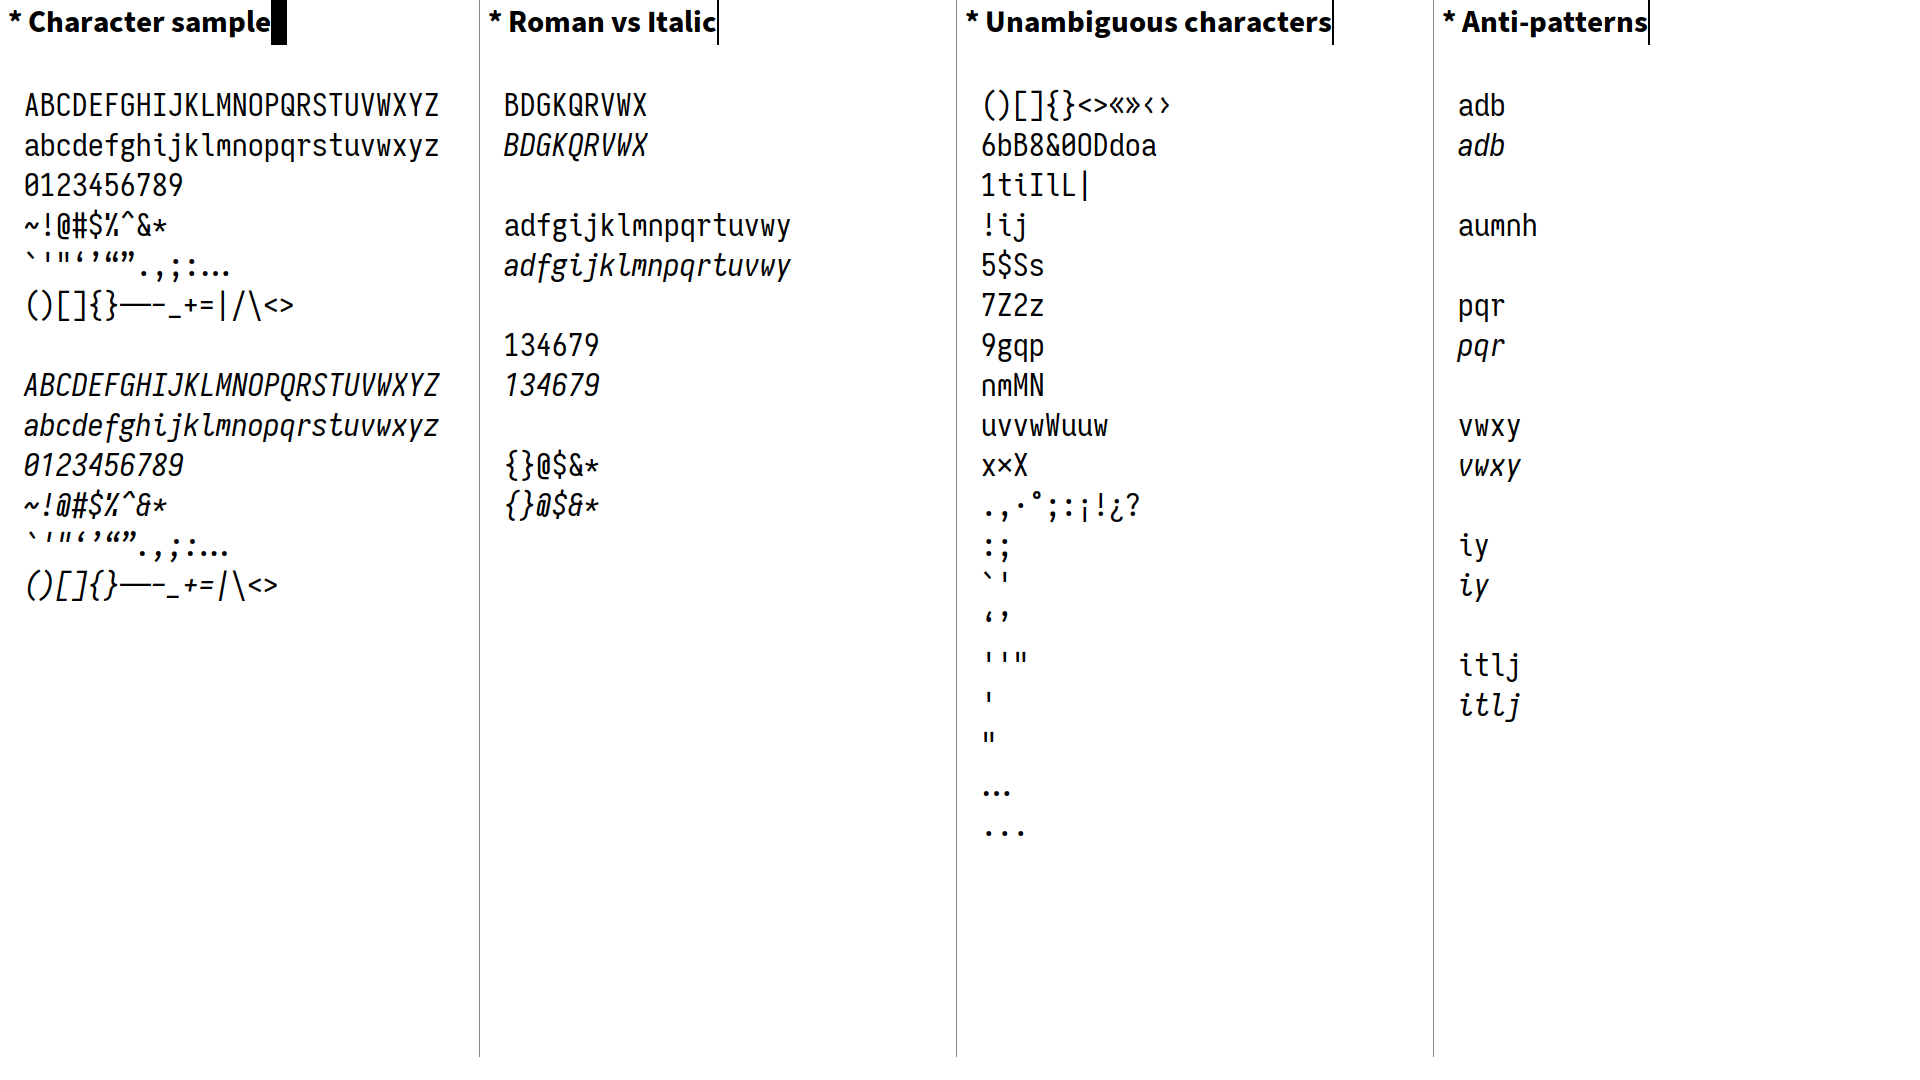 * Character sample
ABCDEFGHIJKLMNOPQRSTUVWXYZ
abcdefghijklmnopqrstuvwxyz
0123456789
~!@#$%^&*
`'"‘’“”.,;:…
()[]{}—–-_+=|/\<>
ABCDEFGHIJKLMNOPQRSTUVWXYZ
abcdefghijklmnopqrstuvwxyz
0123456789
~!@#$%^&*
`'"‘’“”.,;:…
()[]{}—–-_+=|\<>
* Roman vs Italic
BDGKQRVWX
BDGKQRVWX
adfgijklmnpqrtuvwy
adfgijklmnpqrtuvwy
134679
134679
{}@$&*
{}@$&*
* Unambiguous characters
()[]{}<>«»‹›
6bB8&0ODdoa
1tiIlL|
!ij
5$Ss
7Z2z
9gqp
nmMN
uvvwWuuw
x×X
.,·°;:¡!¿?
:;
`'
‘’
''"
'
"
…
...
* Anti-patterns
adb
adb
aumnh
pqr
pqr
vwxy
vwxy
iy
iy
itlj
itlj